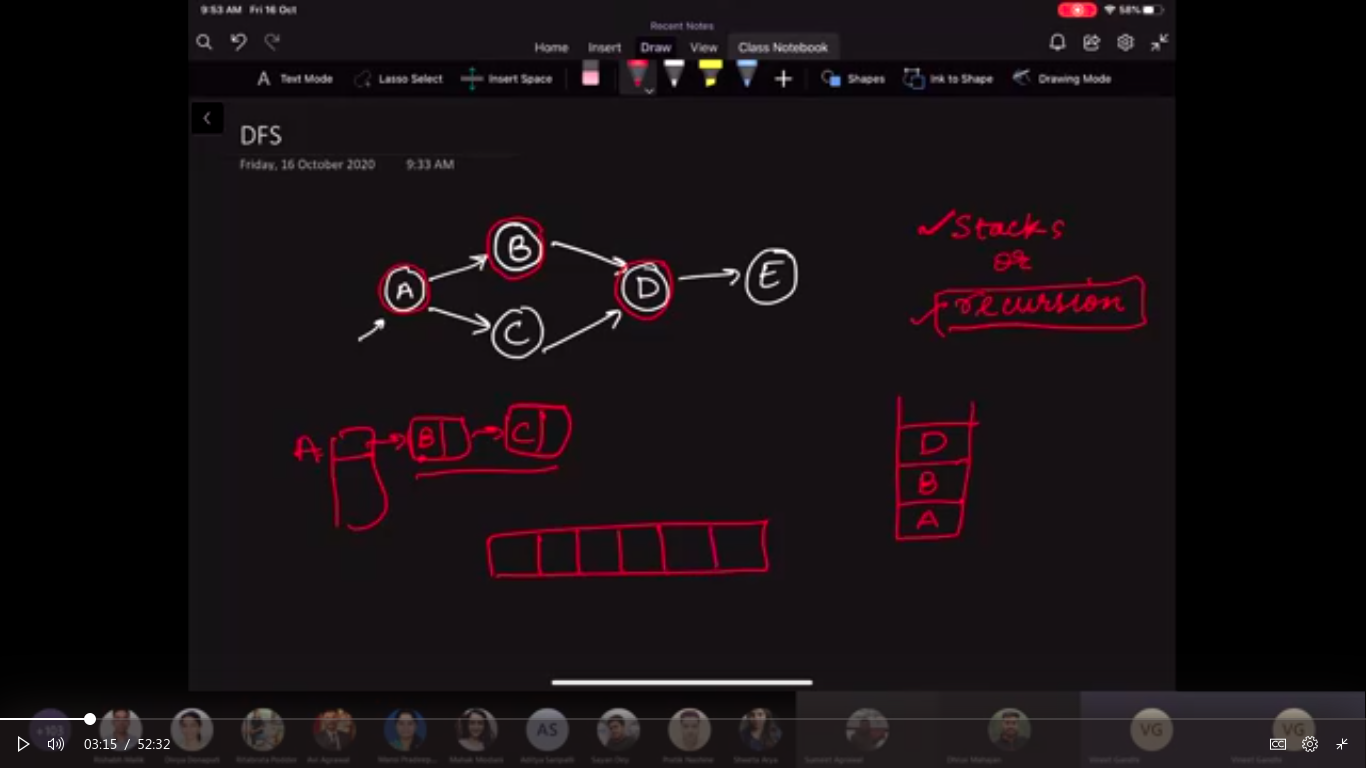 9:53 AM Fri 16 Oct
58%
Recent Notes
Home Insert Draw View Class Notebook
Text Mode Lasso Select Insert Space Shapes Ink to Shape Drawing Mode
DFS
Friday, 16 October 2020 9:33 AM
B
A
D
E
C
Stacks
or
recursion
A B C
D
B
A
AS
VG
VG
03:15 / 52:32
CC